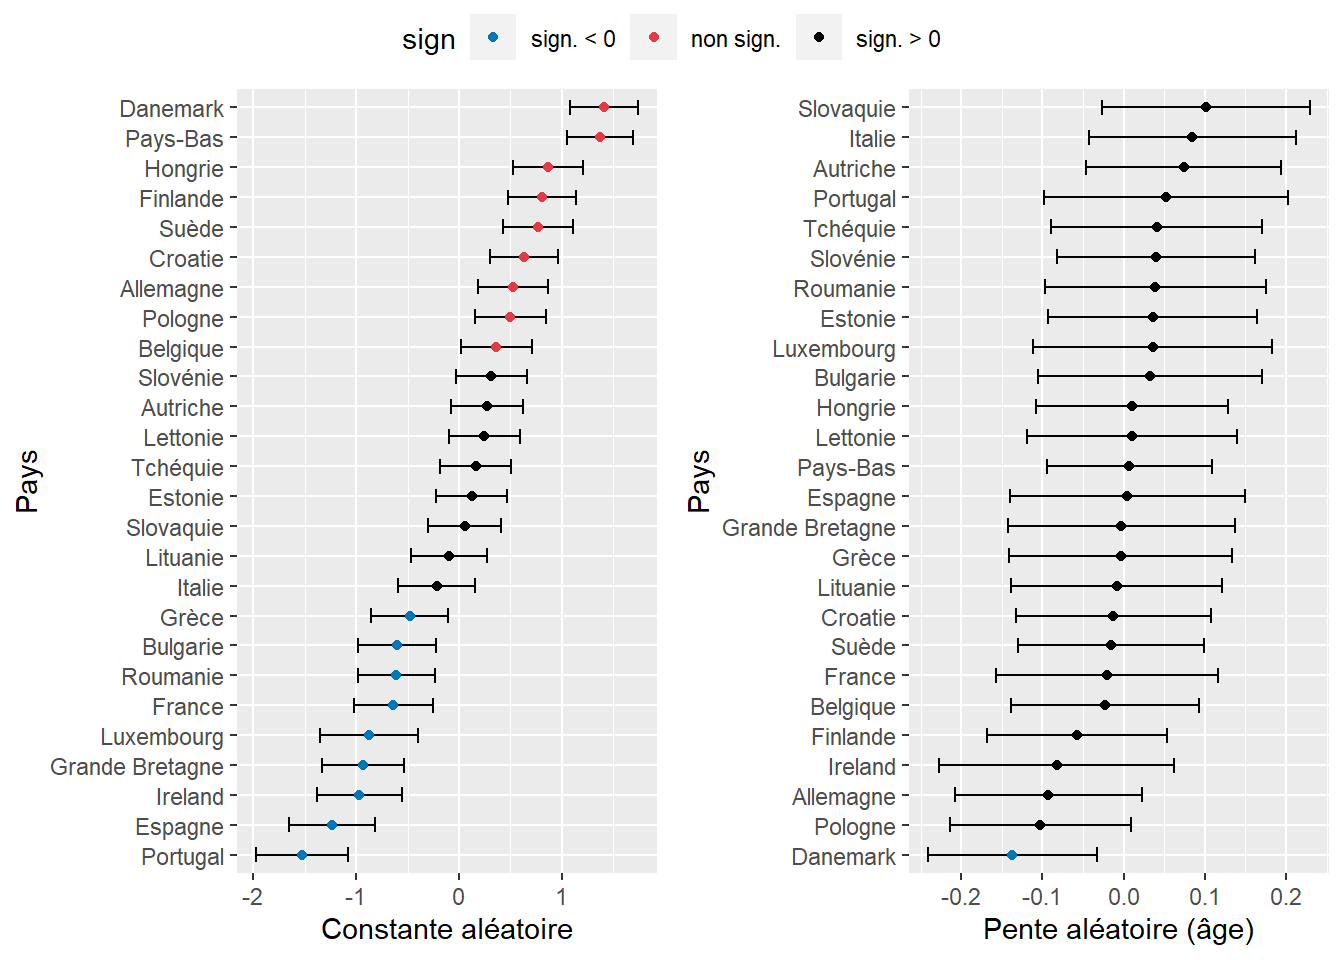 sign sign. < 0 non sign. sign. > 0
Pays
Danemark
Pays-Bas
Hongrie
Finlande
Suède
Croatie
Allemagne
Pologne
Belgique
Slovénie
Autriche
Lettonie
Tchéquie
Estonie
Slovaquie
Lituanie
Italie
Grèce
Bulgarie
Roumanie
France
Luxembourg
Grande Bretagne
Ireland
Espagne
Portugal
-2 -1 0 1
Constante aléatoire
Pays
Slovaquie
Italie
Autriche
Portugal
Tchéquie
Slovénie
Roumanie
Estonie
Luxembourg
Bulgarie
Hongrie
Lettonie
Pays-Bas
Espagne
Grande Bretagne
Grèce
Lituanie
Croatie
Suède
France
Belgique
Finlande
Ireland
Allemagne
Pologne
Danemark
-0.2 -0.1 0.0 0.1 0.2
Pente aléatoire (âge)